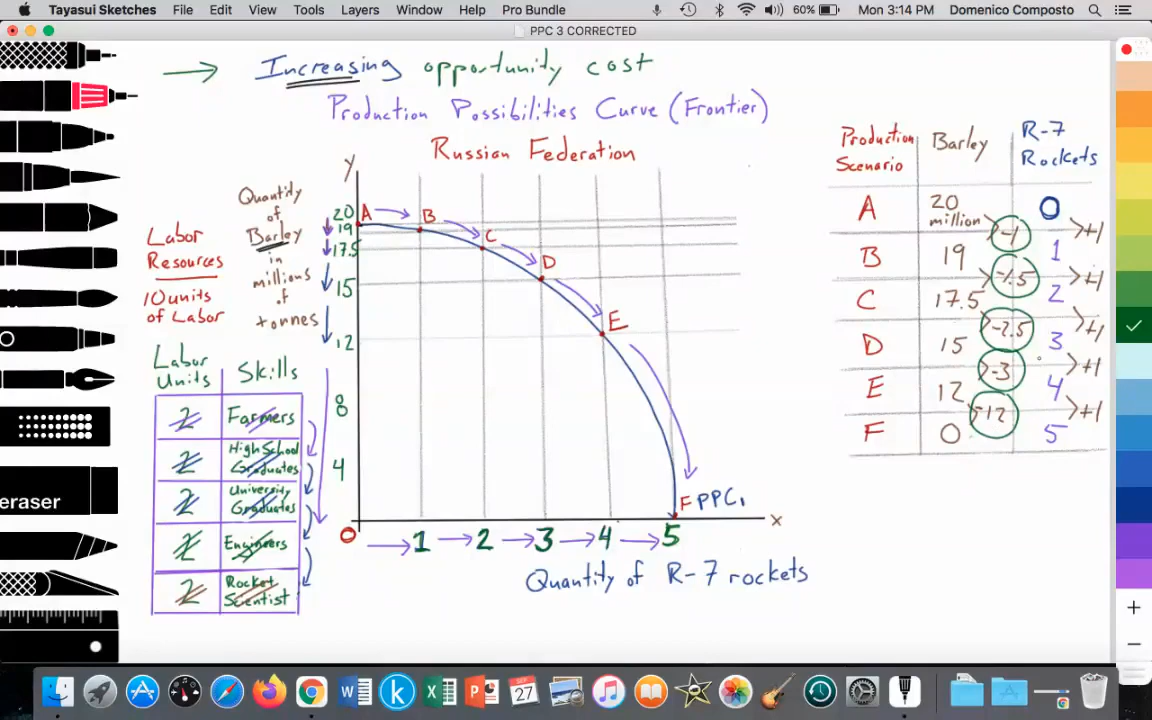 Tayasui Sketches File Edit View Tools Layers Window Help Pro Bundle 60% Mon 3:14 PM Domenico Composto
PPC 3 CORRECTED
→ Increasing opportunity cost
Production Possibilities Curve (Frontier)
Russian Federation
Quantity
of
Barley
in
millions
of
tonnes
Labor
Resources
10 units
of Labor
Labor
Units
Skills
2 Farmers
2 High School
Graduates
2 University
Graduates
2 Engineers
2 Rocket
Scientist
y
20
19
17.5
15
12
8
4
0
A
B
C
D
E
F PPC₁
x
→ 1 → 2 → 3 → 4 → 5
Quantity of R-7 rockets
Production
Scenario
Barley
R-7
Rockets
A 20
million 0
-1 +1
B 19 1
-1.5 +1
C 17.5 2
-2.5 +1
D 15 3
-3 +1
E 12 4
-12 +1
F 0 5
eraser
SEP
27